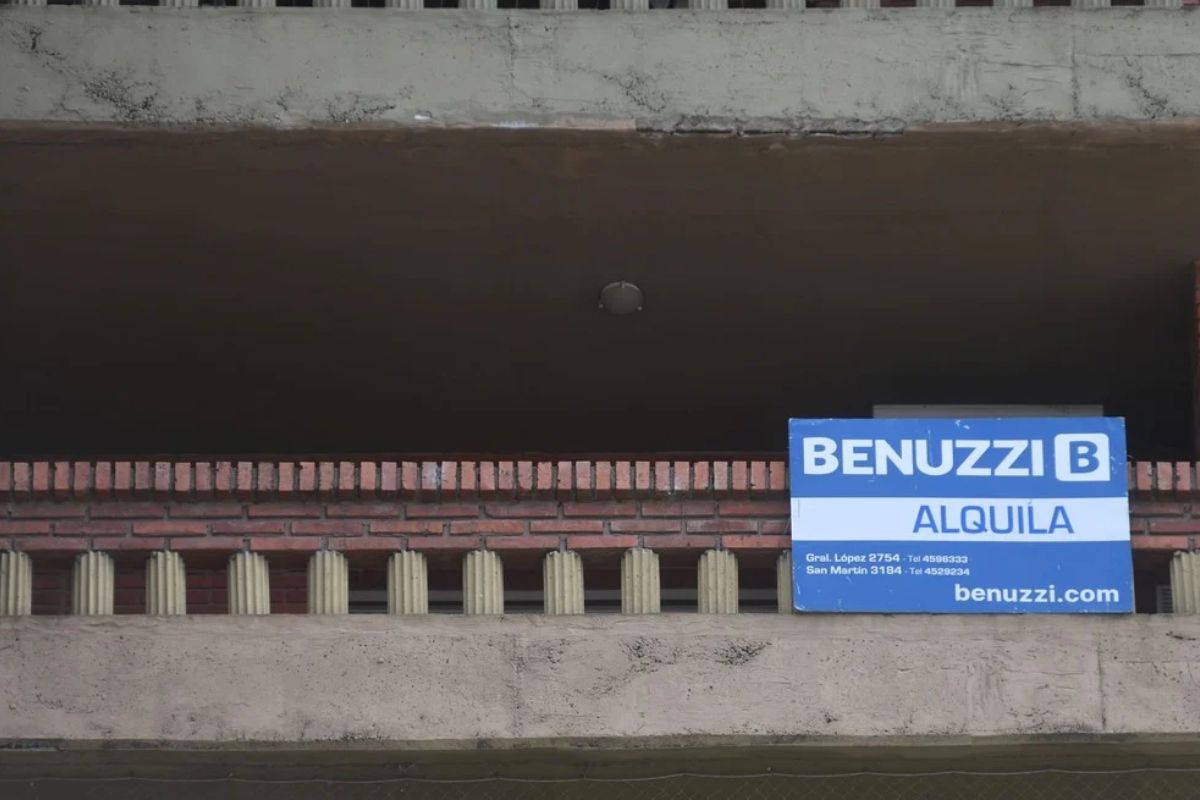 BENUZZI B
ALQUILA
Gral. López 2754 - Tel 4596333
San Martín 3184 - Tel 4529234
benuzzi.com